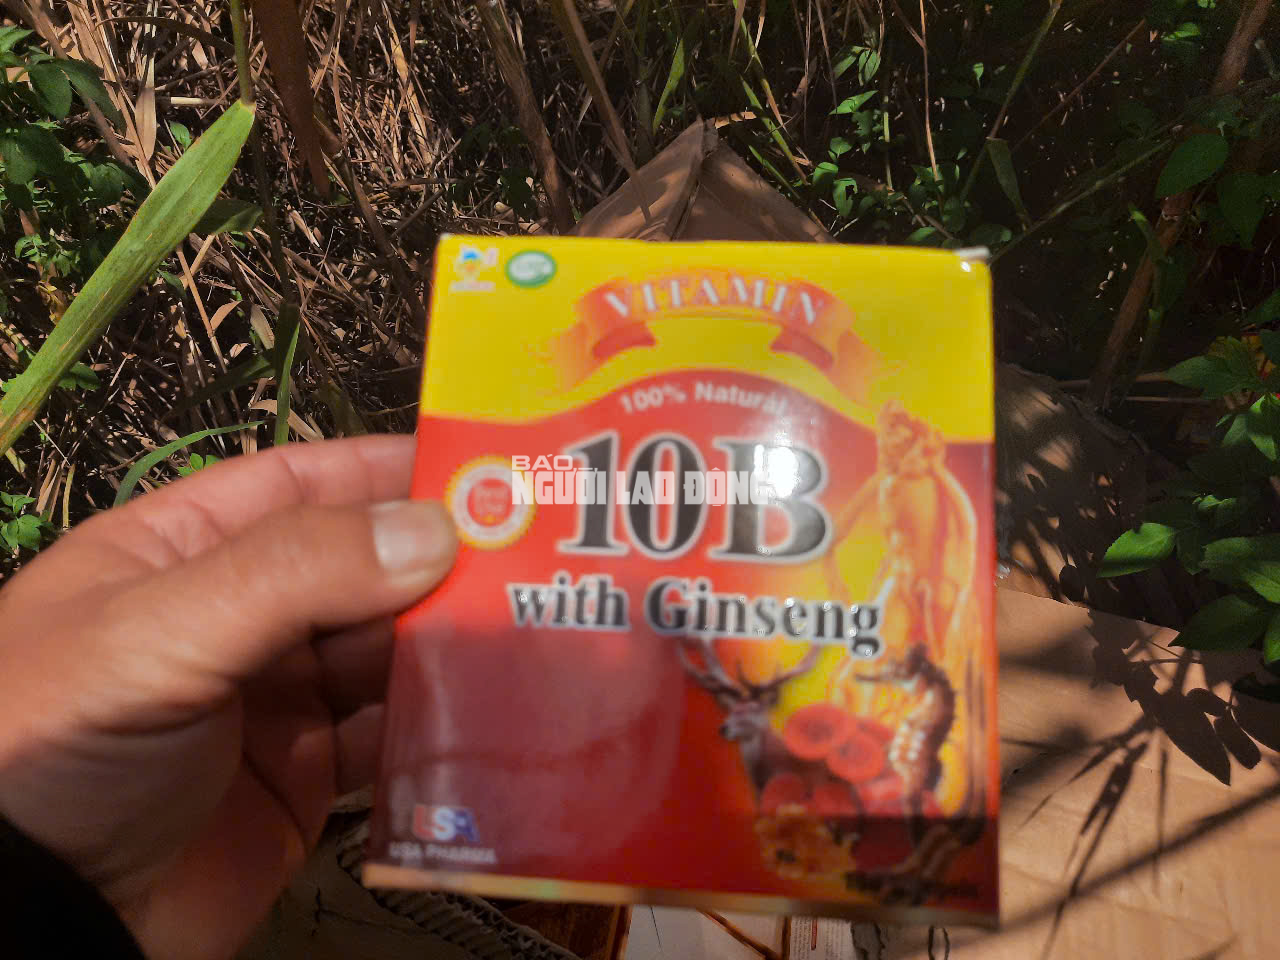 VITAMIN
100% Natural
10B
BÁO
NGƯỜI LAO ĐỘNG
with Ginseng
USA
USA PHARMA